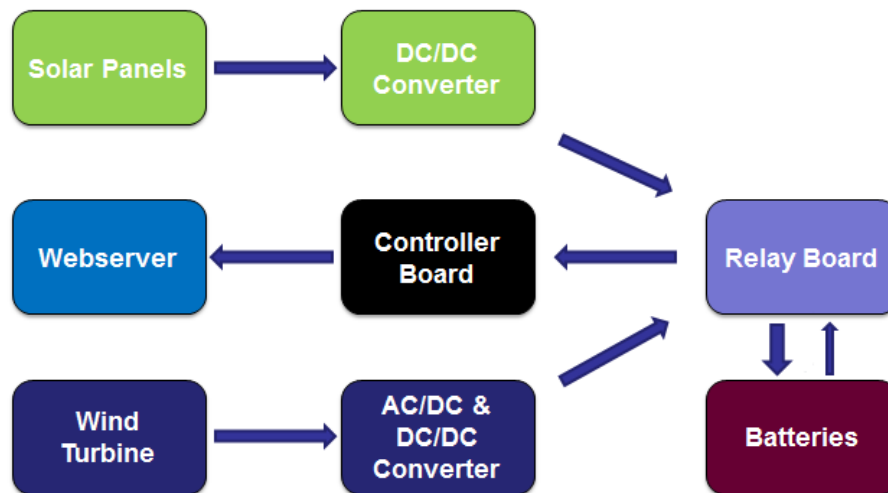 Solar Panels
DC/DC
Converter
Webserver
Controller
Board
Relay Board
Wind
Turbine
AC/DC &
DC/DC
Converter
Batteries